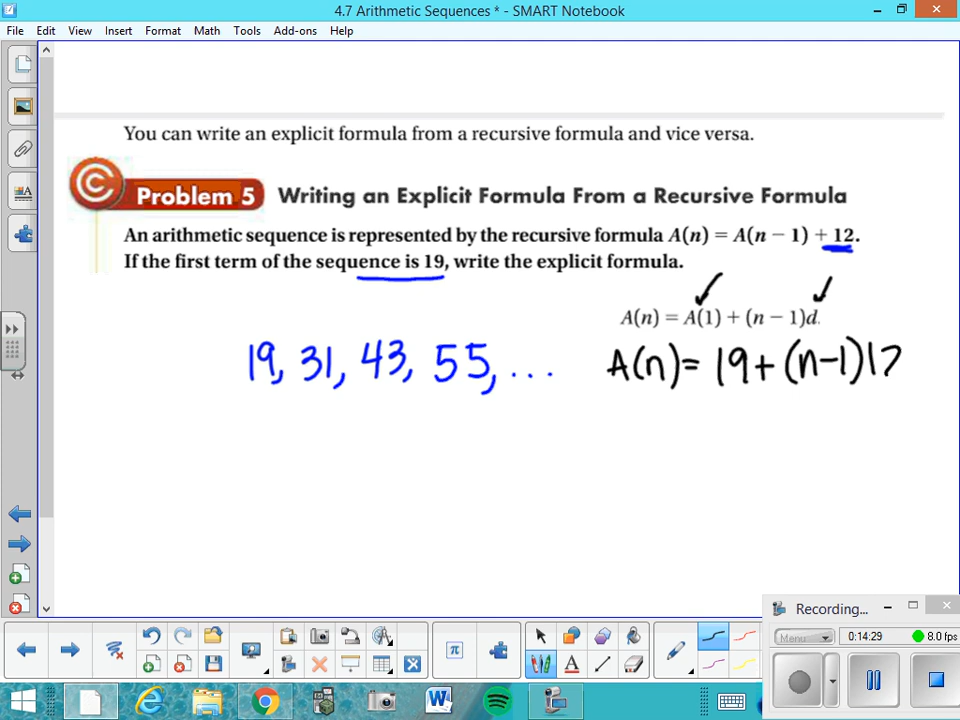 4.7 Arithmetic Sequences * - SMART Notebook
File Edit View Insert Format Math Tools Add-ons Help
You can write an explicit formula from a recursive formula and vice versa.
C Problem 5 Writing an Explicit Formula From a Recursive Formula
An arithmetic sequence is represented by the recursive formula A(n) = A(n − 1) + 12.
If the first term of the sequence is 19, write the explicit formula.
A(n) = A(1) + (n − 1)d.
19, 31, 43, 55, ...
A(n) = 19 + (n-1)12
Recording...
Menu 0:14:29 8.0 fps
π
A
W